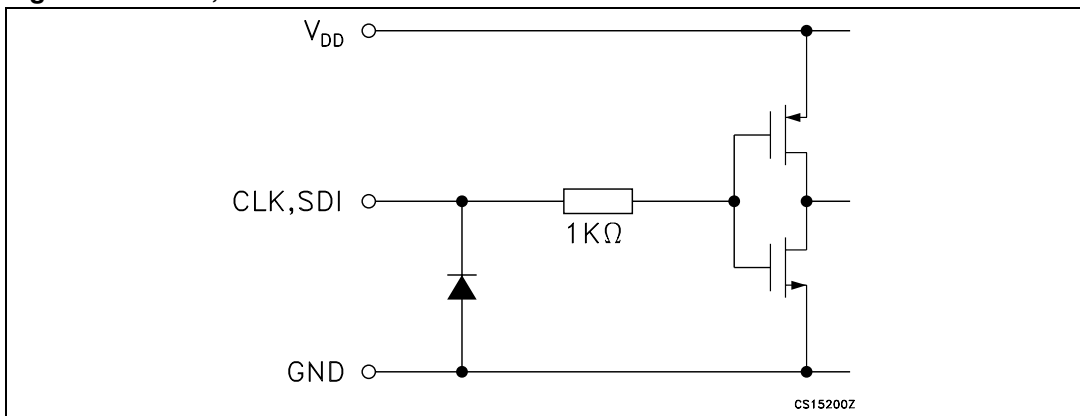 V_DD
CLK,SDI
1KΩ
GND
CS15200Z